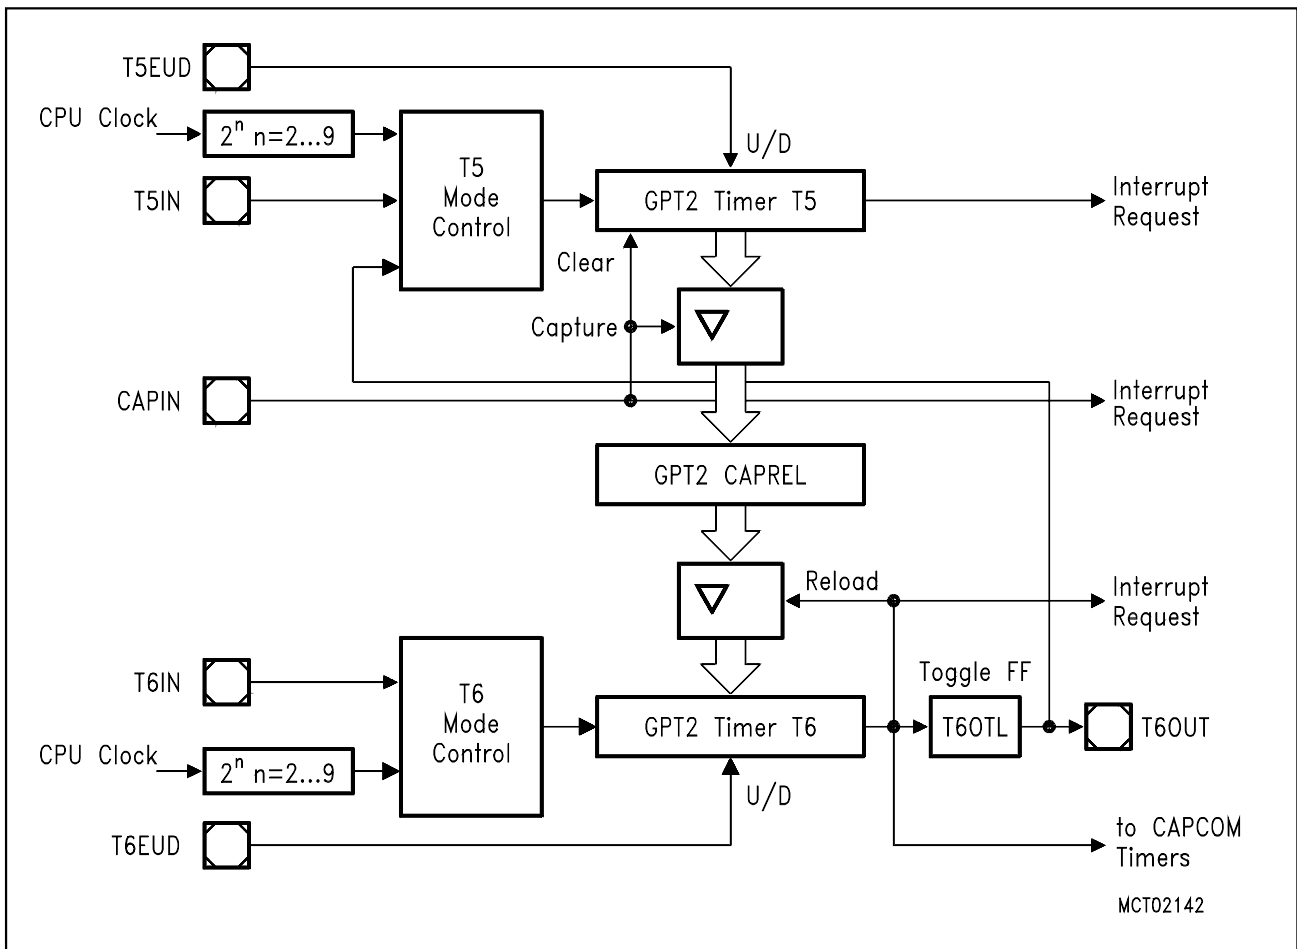 T5EUD
CPU Clock
2ⁿ n=2...9
U/D
T5
Mode
Control
T5IN
GPT2 Timer T5
Interrupt
Request
Clear
Capture
CAPIN
Interrupt
Request
GPT2 CAPREL
Reload
Interrupt
Request
T6IN
T6
Mode
Control
Toggle FF
GPT2 Timer T6
T6OTL
T6OUT
CPU Clock
2ⁿ n=2...9
U/D
T6EUD
to CAPCOM
Timers
MCT02142